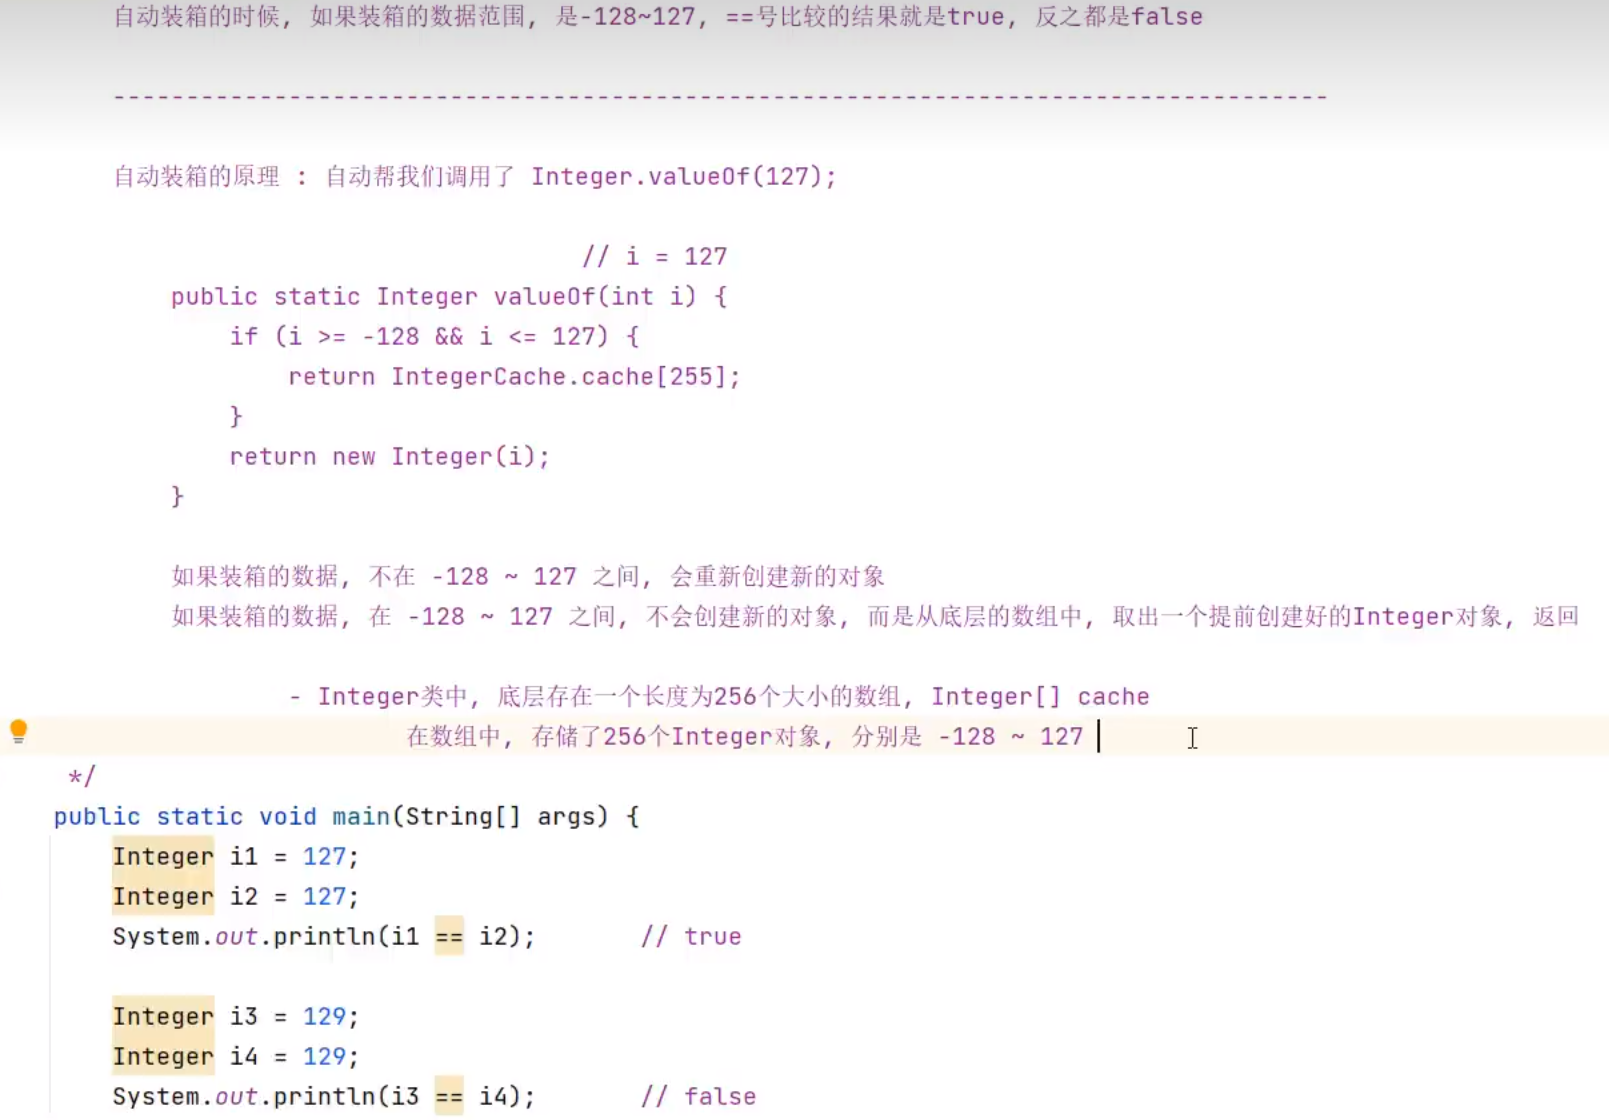 自动装箱的时候, 如果装箱的数据范围, 是-128~127, ==号比较的结果就是true, 反之都是false
-----------------------------------------------------------------------------------
自动装箱的原理 : 自动帮我们调用了 Integer.valueOf(127);
// i = 127
public static Integer valueOf(int i) {
if (i >= -128 && i <= 127) {
return IntegerCache.cache[255];
}
return new Integer(i);
}
如果装箱的数据, 不在 -128 ~ 127 之间, 会重新创建新的对象
如果装箱的数据, 在 -128 ~ 127 之间, 不会创建新的对象, 而是从底层的数组中, 取出一个提前创建好的Integer对象, 返回
- Integer类中, 底层存在一个长度为256个大小的数组, Integer[] cache
在数组中, 存储了256个Integer对象, 分别是 -128 ~ 127
*/
public static void main(String[] args) {
Integer i1 = 127;
Integer i2 = 127;
System.out.println(i1 == i2); // true
Integer i3 = 129;
Integer i4 = 129;
System.out.println(i3 == i4); // false